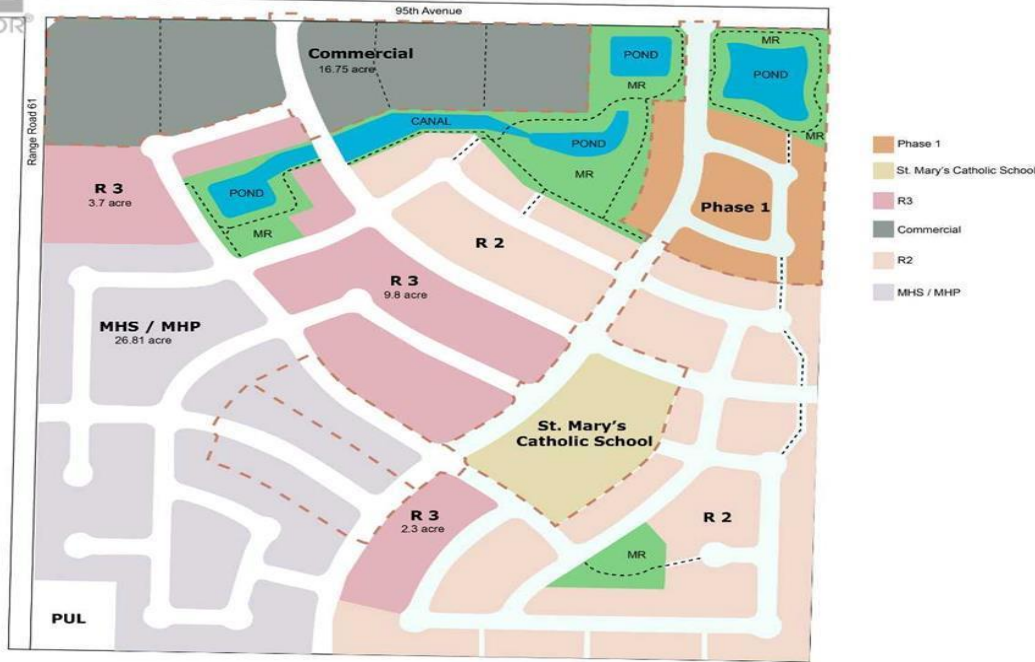 OR®
95th Avenue
Range Road 61
Commercial
16.75 acre
POND
MR
MR
POND
MR
CANAL
POND
MR
POND
MR
R 3
3.7 acre
Phase 1
R 2
R 3
9.8 acre
MHS / MHP
26.81 acre
St. Mary's
Catholic School
R 3
2.3 acre
R 2
MR
PUL
Phase 1
St. Mary's Catholic School
R3
Commercial
R2
MHS / MHP